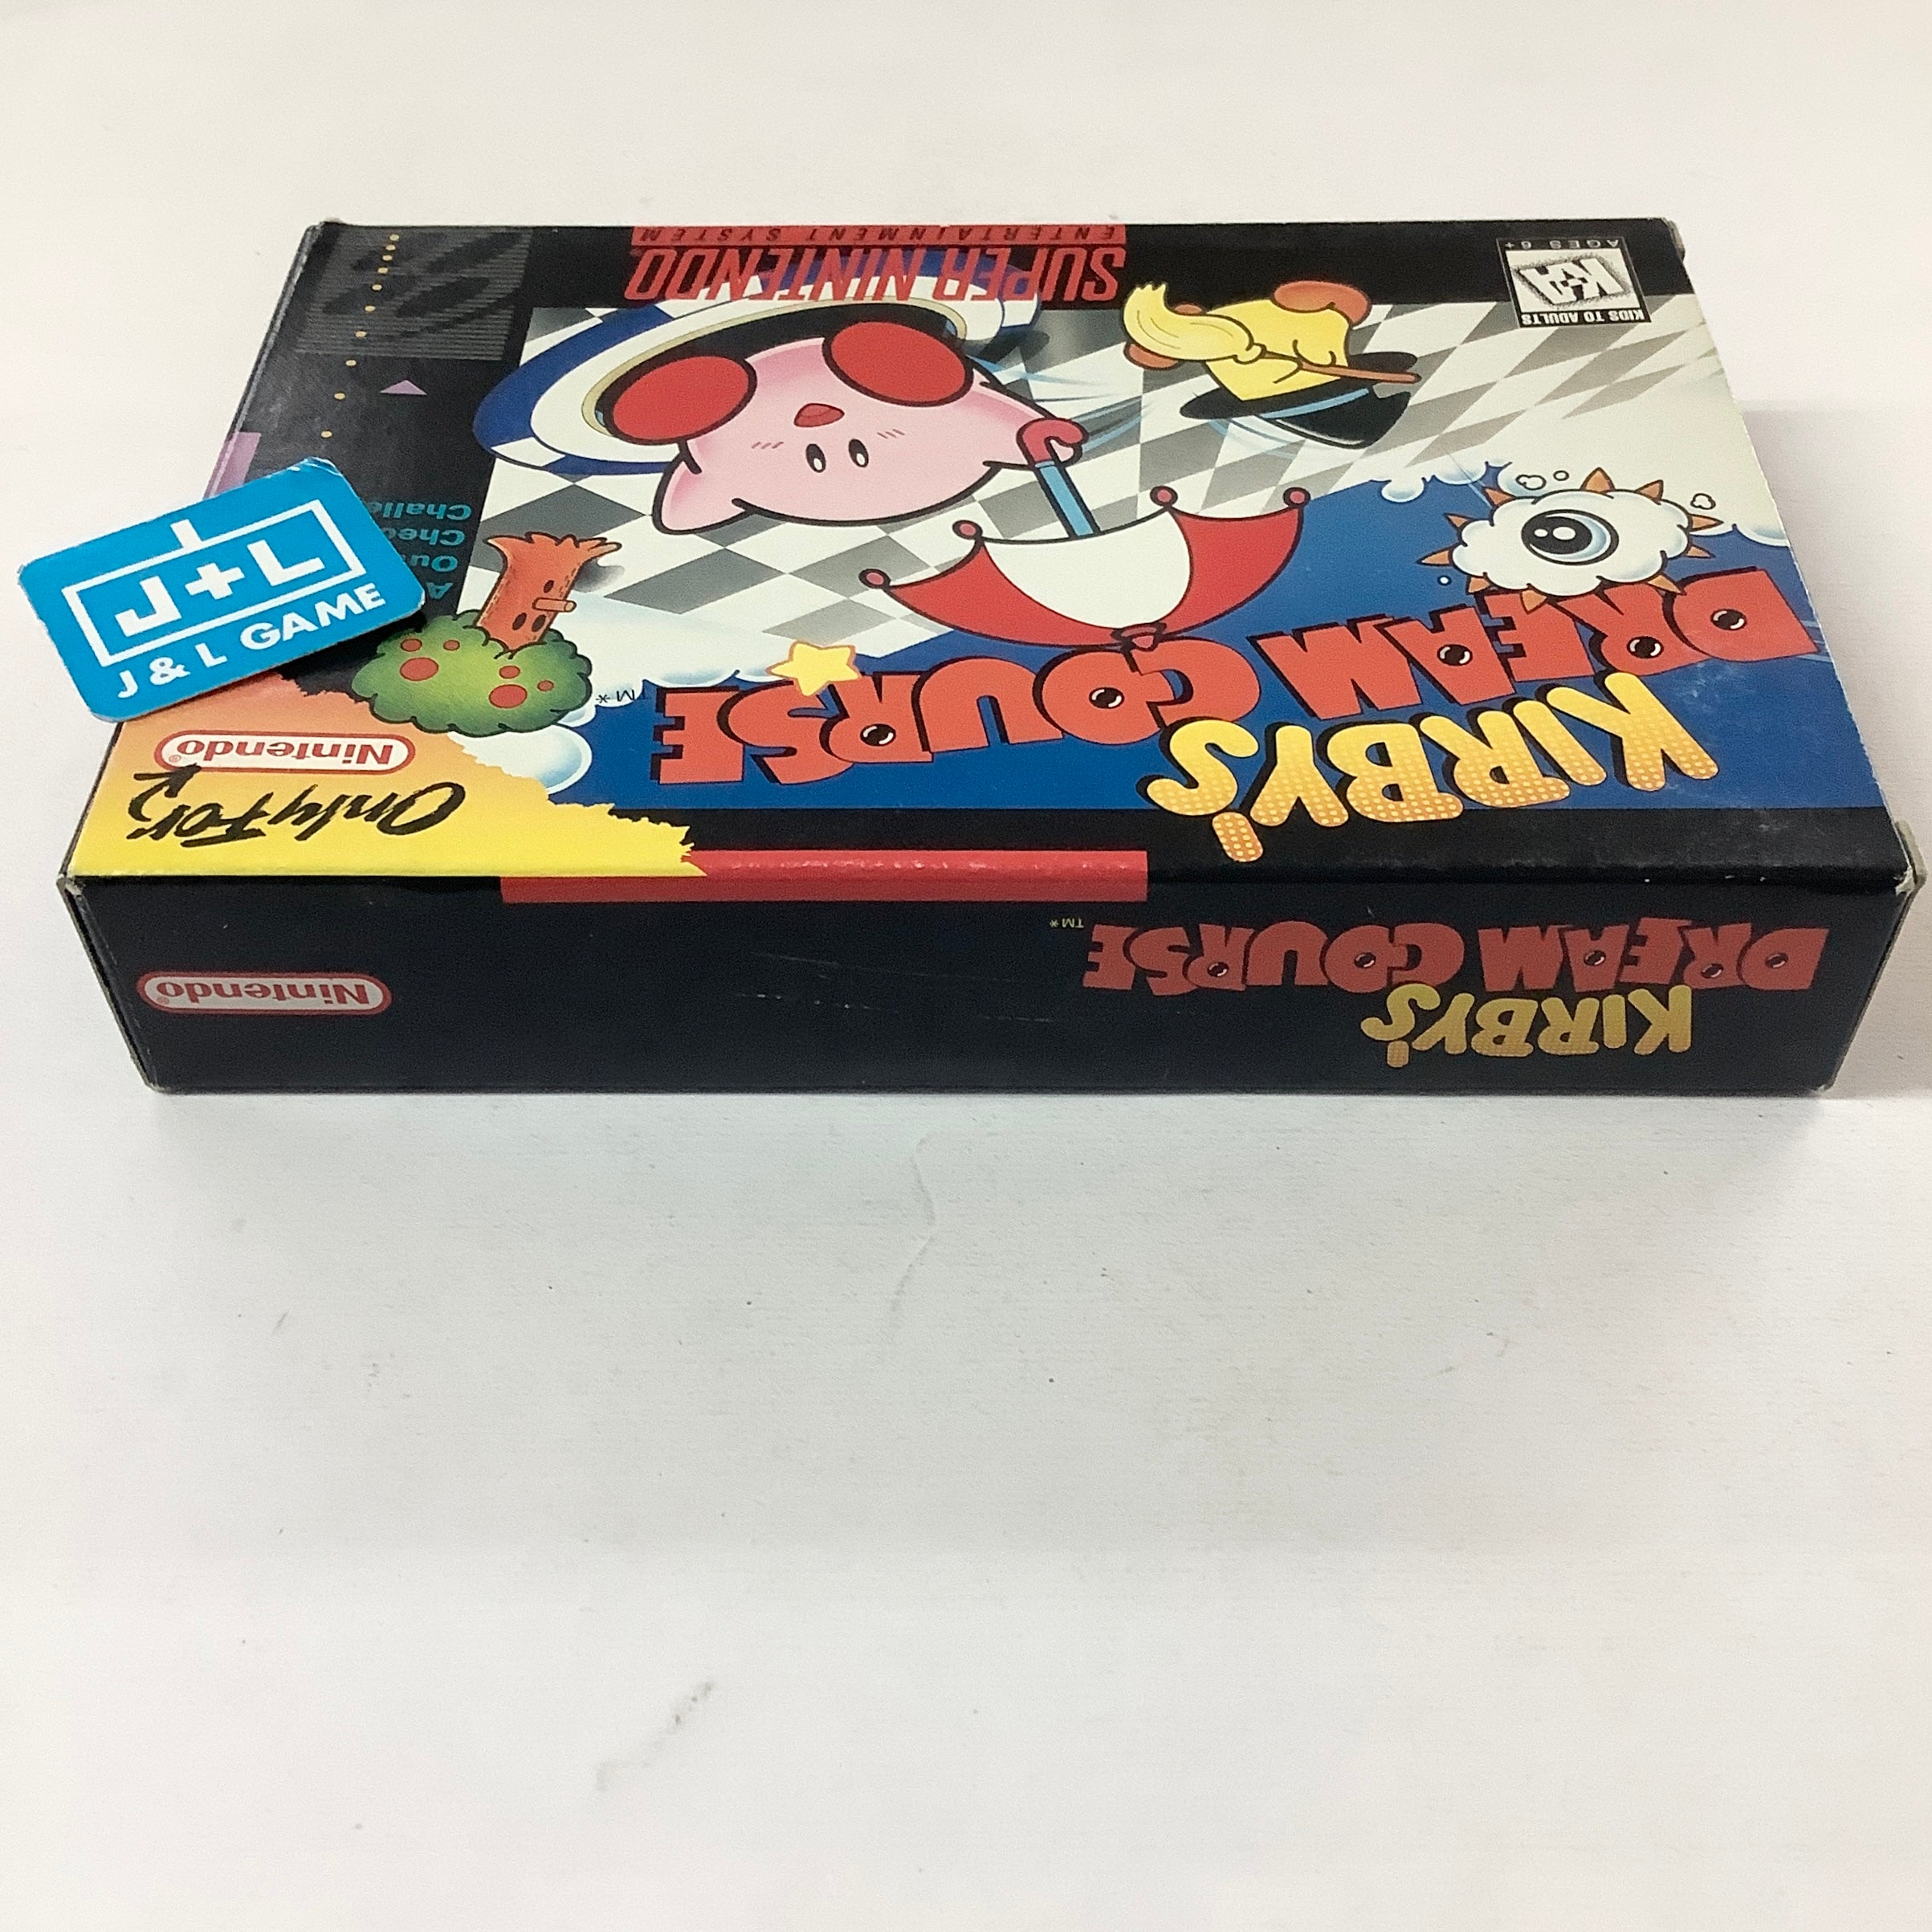 KIRBY'S
DREAM COURSE
TM*
Nintendo®
KIRBY'S
DREAM COURSE
TM*
Only For
Nintendo®
J+L
J & L GAME
KIDS TO ADULTS
K-A
AGES 6+
SUPER NINTENDO
ENTERTAINMENT SYSTEM